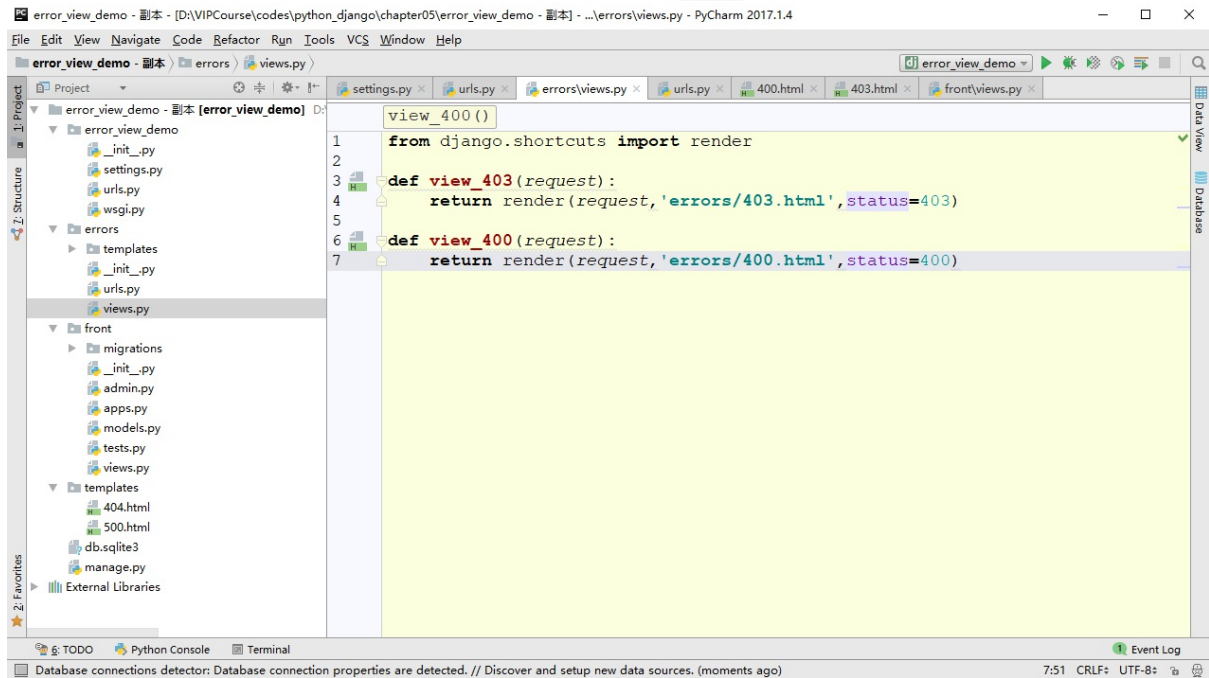 error_view_demo - 副本 - [D:\VIPCourse\codes\python_django\chapter05\error_view_demo - 副本] - ...\errors\views.py - PyCharm 2017.1.4
File Edit View Navigate Code Refactor Run Tools VCS Window Help
error_view_demo - 副本 errors views.py error_view_demo
Project settings.py urls.py errors\views.py urls.py 400.html 403.html front\views.py
1: Project
7: Structure
2: Favorites
error_view_demo - 副本 [error_view_demo] D:
error_view_demo
__init__.py
settings.py
urls.py
wsgi.py
errors
templates
__init__.py
urls.py
views.py
front
migrations
__init__.py
admin.py
apps.py
models.py
tests.py
views.py
templates
404.html
500.html
db.sqlite3
manage.py
External Libraries
view_400()
1 from django.shortcuts import render
2
3 def view_403(request):
4 return render(request,'errors/403.html',status=403)
5
6 def view_400(request):
7 return render(request,'errors/400.html',status=400)
Data View
Database
6: TODO Python Console Terminal 1 Event Log
Database connections detector: Database connection properties are detected. // Discover and setup new data sources. (moments ago) 7:51 CRLF UTF-8